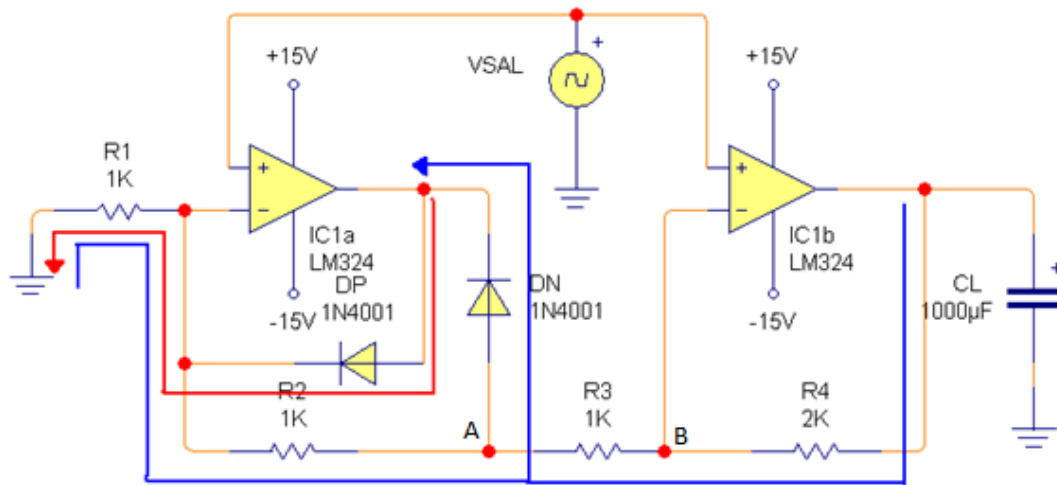 +15V
VSAL
+
+15V
R1
1K
+
−
+
−
IC1a
LM324
DP
1N4001
-15V
DN
1N4001
IC1b
LM324
-15V
+
CL
1000µF
R2
1K
A
R3
1K
B
R4
2K